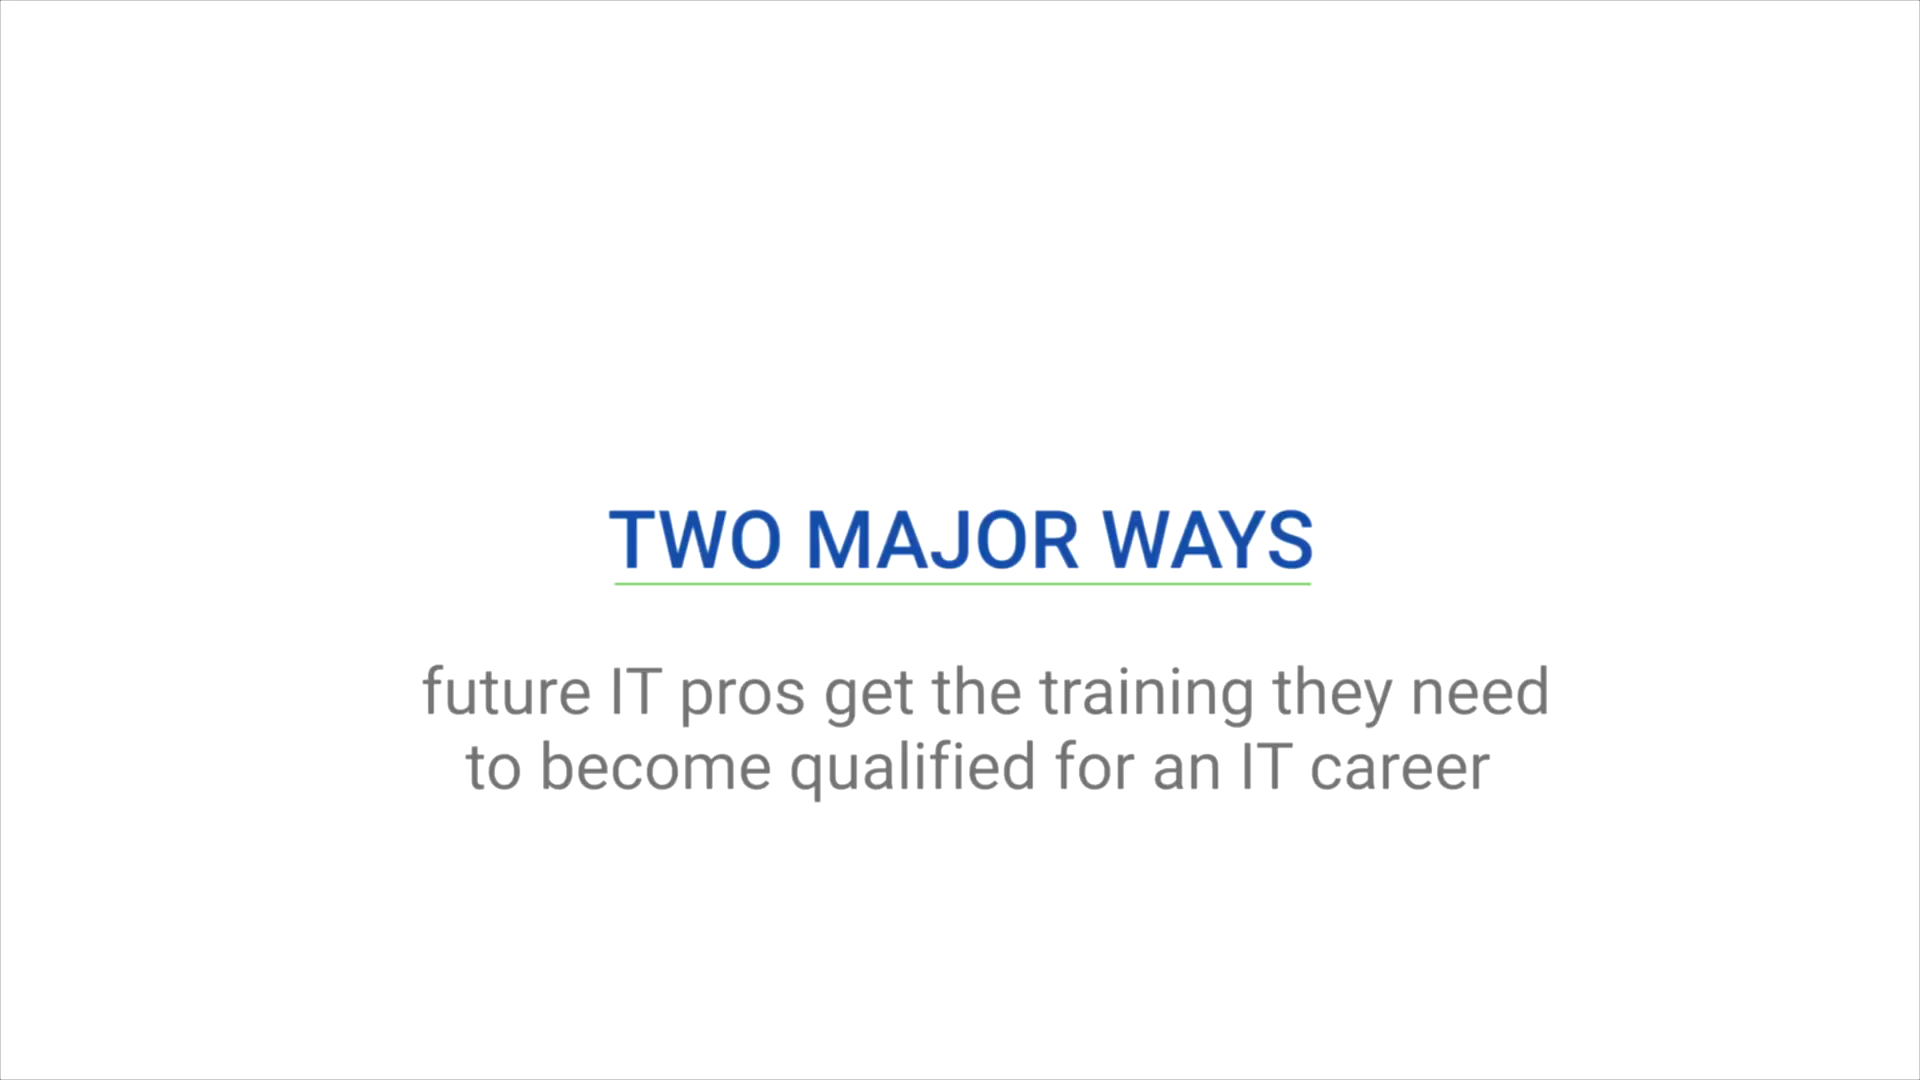 TWO MAJOR WAYS
future IT pros get the training they need
to become qualified for an IT career